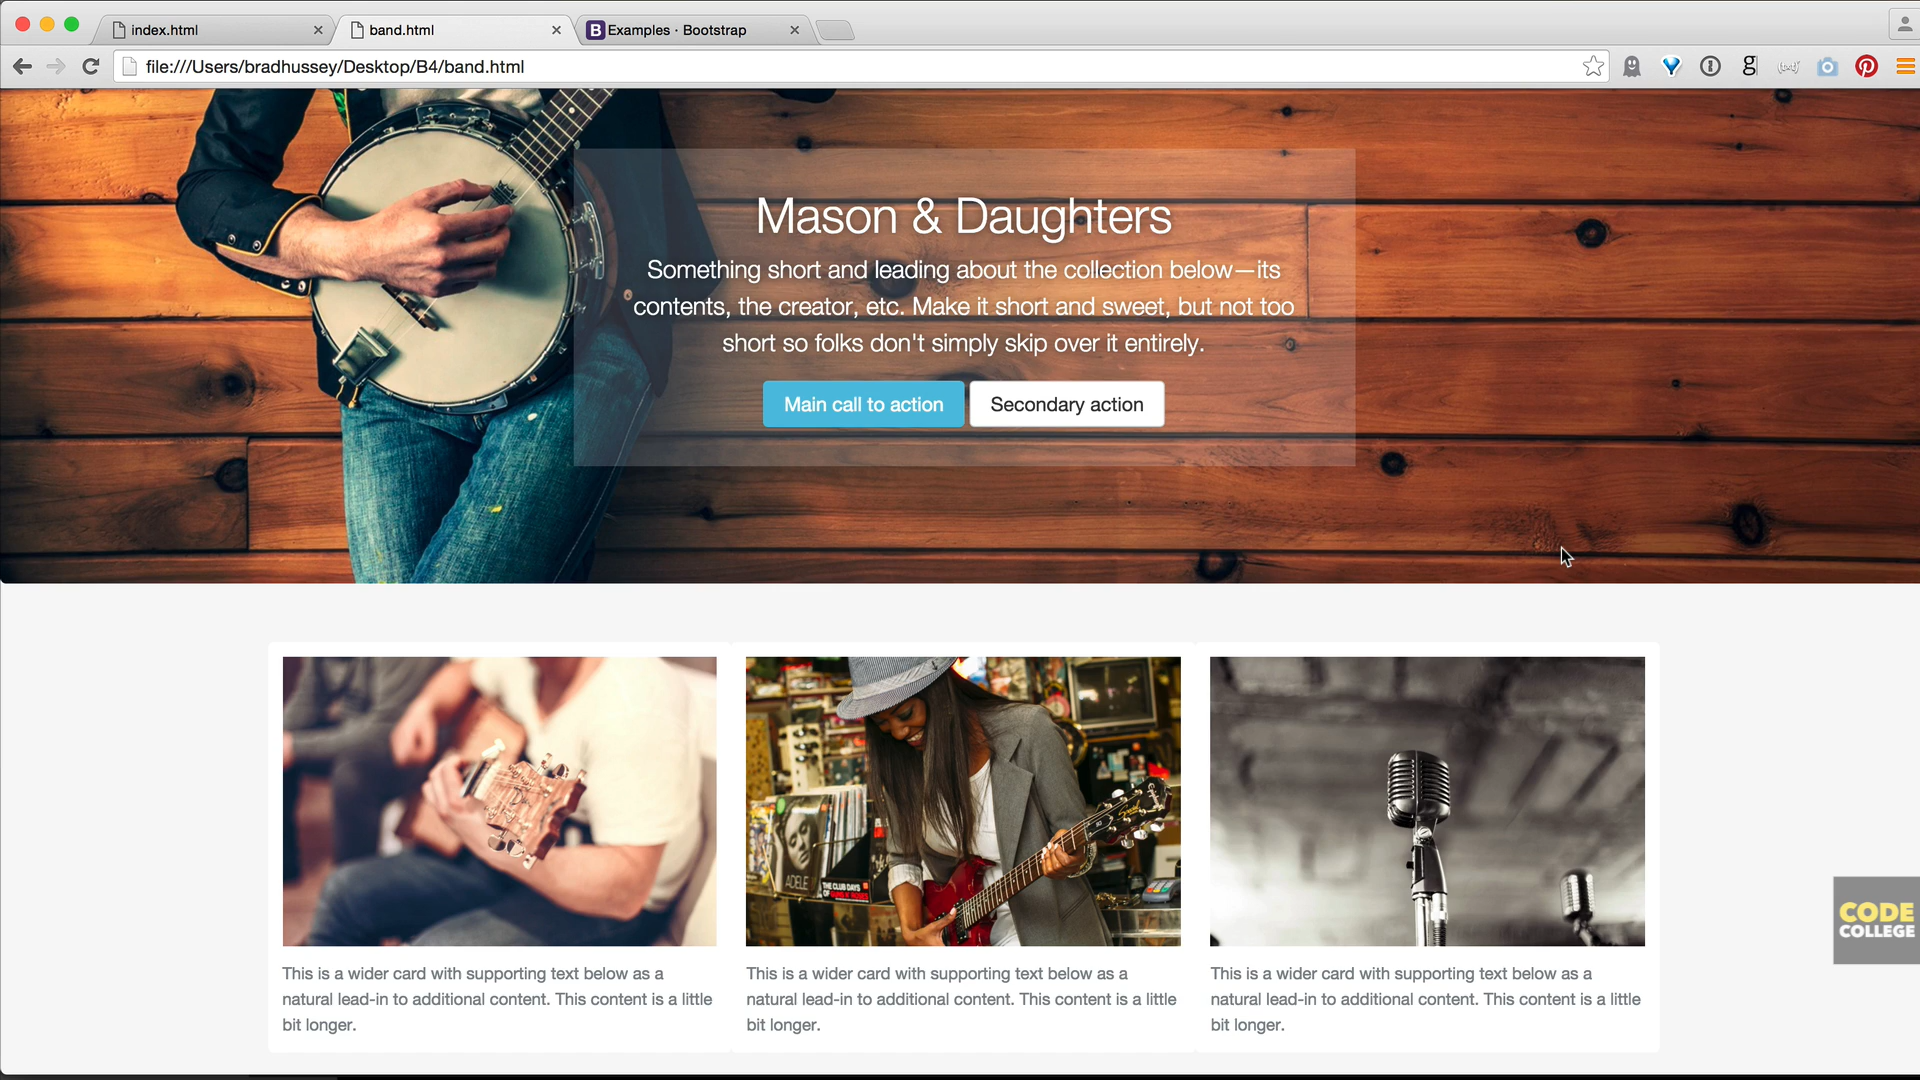 index.html
band.html
B Examples · Bootstrap
file:///Users/bradhussey/Desktop/B4/band.html
g
Mason & Daughters
Something short and leading about the collection below—its
contents, the creator, etc. Make it short and sweet, but not too
short so folks don't simply skip over it entirely.
Main call to action
Secondary action
ADELE
THE CLUB DAYS
CODE
COLLEGE
This is a wider card with supporting text below as a
natural lead-in to additional content. This content is a little
bit longer.
This is a wider card with supporting text below as a
natural lead-in to additional content. This content is a little
bit longer.
This is a wider card with supporting text below as a
natural lead-in to additional content. This content is a little
bit longer.